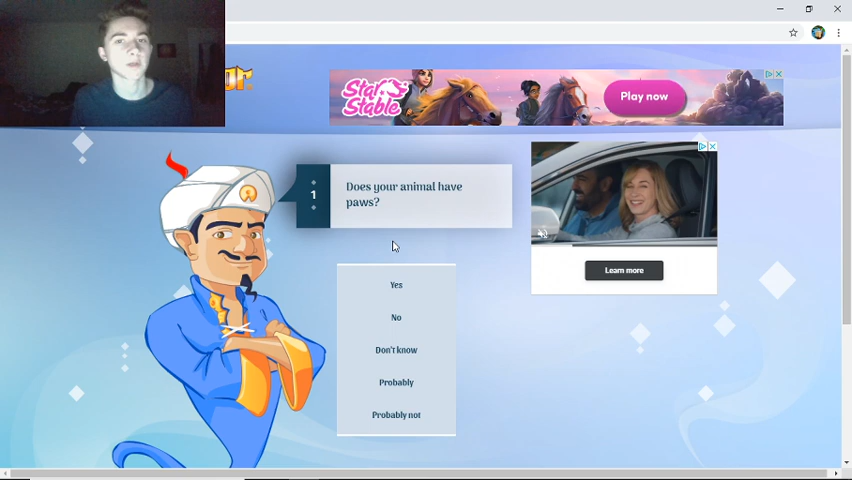 or.
Star
Stable
Play now
1
Does your animal have
paws?
Yes
No
Don't know
Probably
Probably not
Learn more